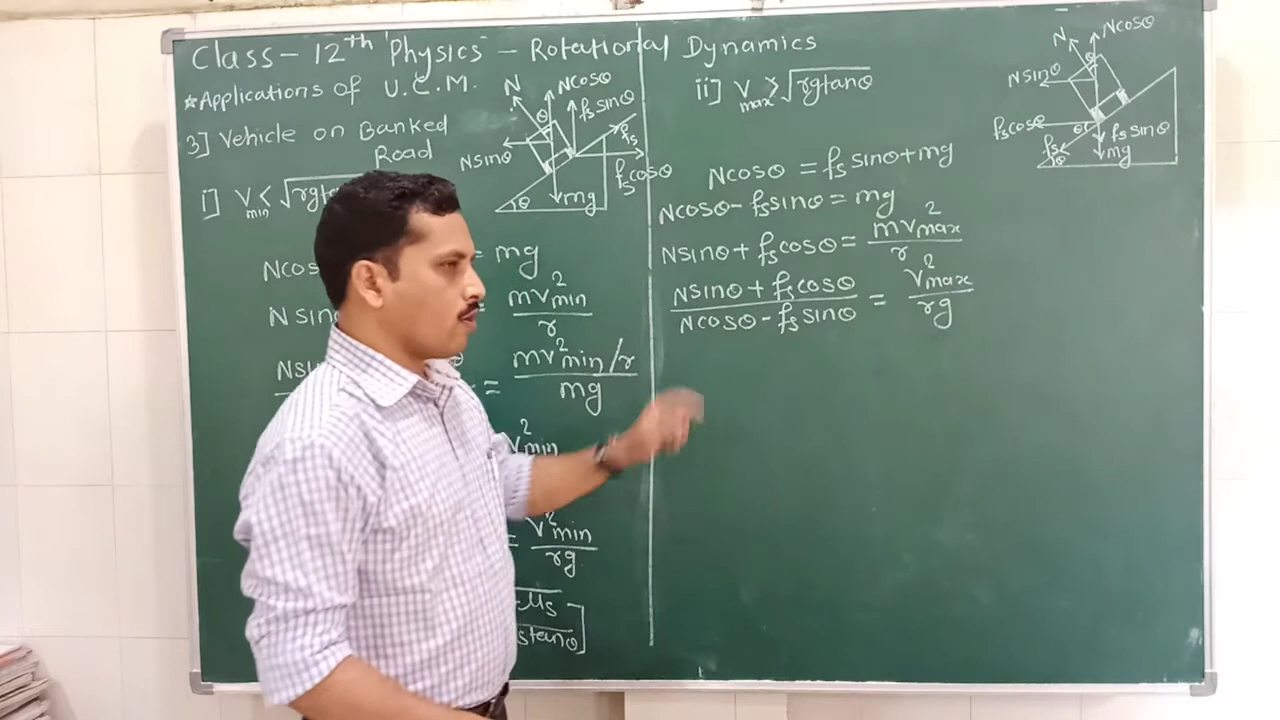 Class - 12th Physics - Rotational Dynamics
*Applications of U.C.M.
3] Vehicle on Banked
Road
N
Ncosθ
fs sinθ
θ
fs
Nsinθ
fs cosθ
θ
mg
i] Vmin < √rgta
Ncos = mg
N sin = mv²min / r
NSi = mv²min/r / mg
v²min
= v²min / rg
- μs
stanθ ]
ii] Vmax > √rgtanθ
N
Ncosθ
θ
Nsinθ
fs cosθ
θ
fs sinθ
fs
θ
mg
Ncosθ = fs sinθ + mg
Ncosθ - fs sinθ = mg
Nsinθ + fs cosθ = mv²max / r
Nsinθ + fs cosθ / Ncosθ - fs sinθ = v²max / rg